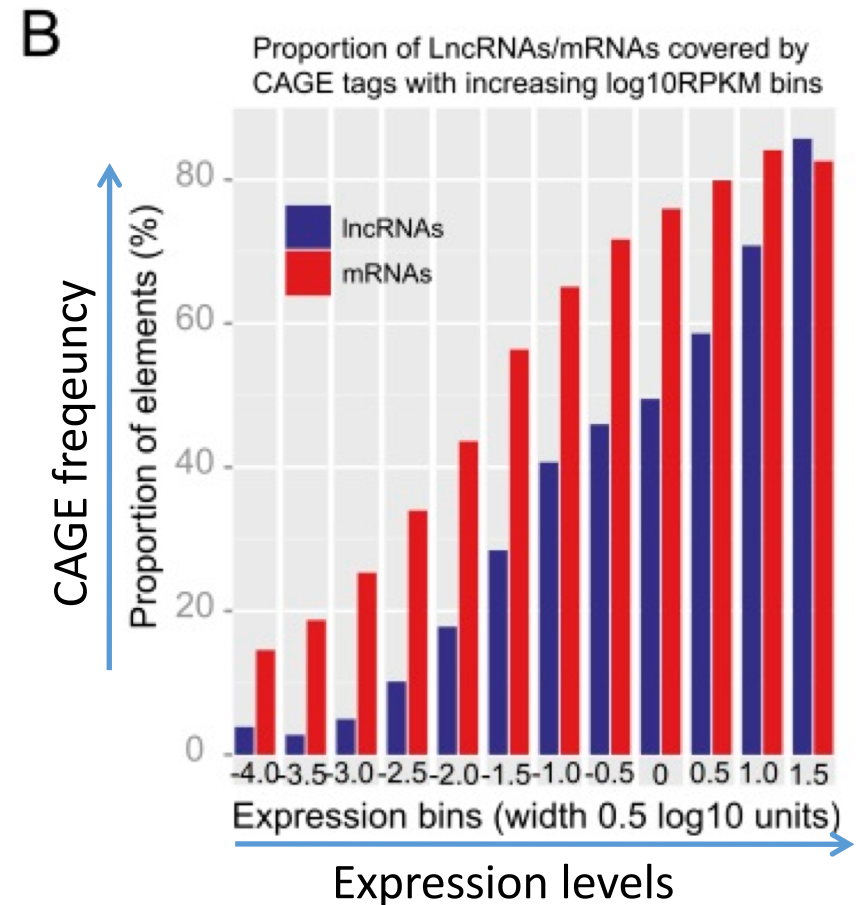 B
Proportion of LncRNAs/mRNAs covered by
CAGE tags with increasing log10RPKM bins
CAGE freqeuncy
Proportion of elements (%)
80
60
40
20
0
lncRNAs
mRNAs
-4.0 -3.5 -3.0 -2.5 -2.0 -1.5 -1.0 -0.5 0 0.5 1.0 1.5
Expression bins (width 0.5 log10 units)
Expression levels